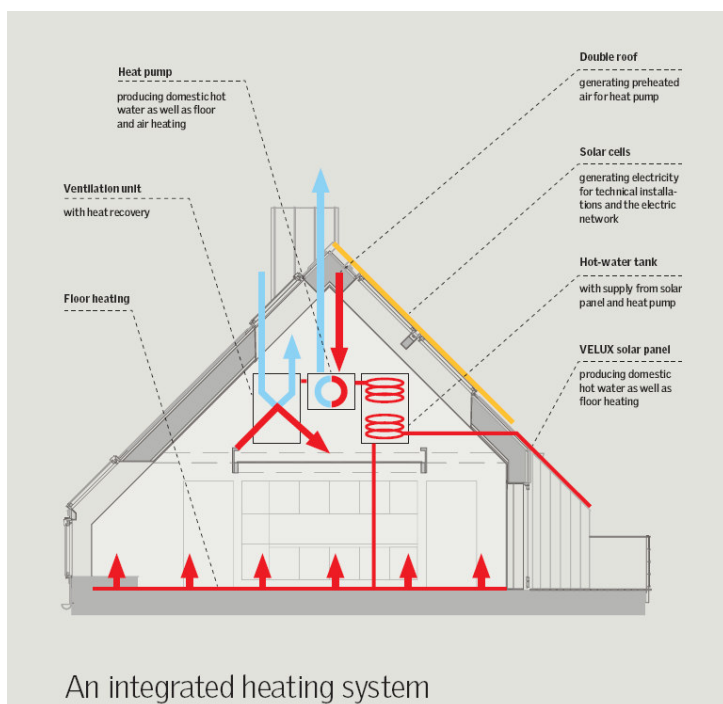 Heat pump
producing domestic hot
water as well as floor
and air heating
Ventilation unit
with heat recovery
Floor heating
Double roof
generating preheated
air for heat pump
Solar cells
generating electricity
for technical installa-
tions and the electric
network
Hot-water tank
with supply from solar
panel and heat pump
VELUX solar panel
producing domestic
hot water as well as
floor heating
An integrated heating system